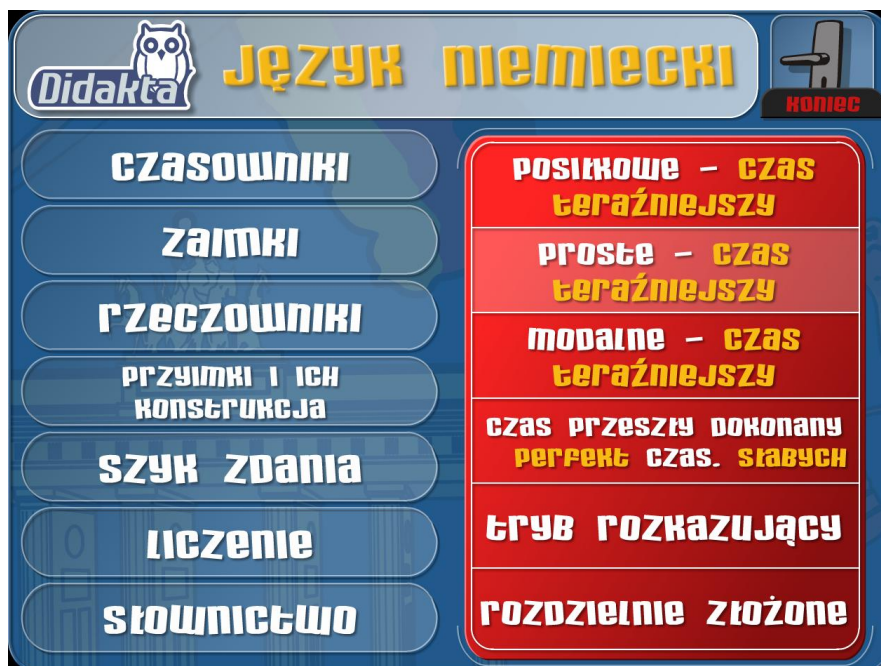 Didakta
Język niemiecki
koniec
czasowniki
zaimki
rzeczowniki
przyimki i ich
konstrukcja
szyk zdania
liczenie
słownictwo
posiłkowe – czas
teraźniejszy
proste – czas
teraźniejszy
modalne – czas
teraźniejszy
czas przeszły dokonany
perfekt czas. słabych
tryb rozkazujący
rozdzielnie złożone